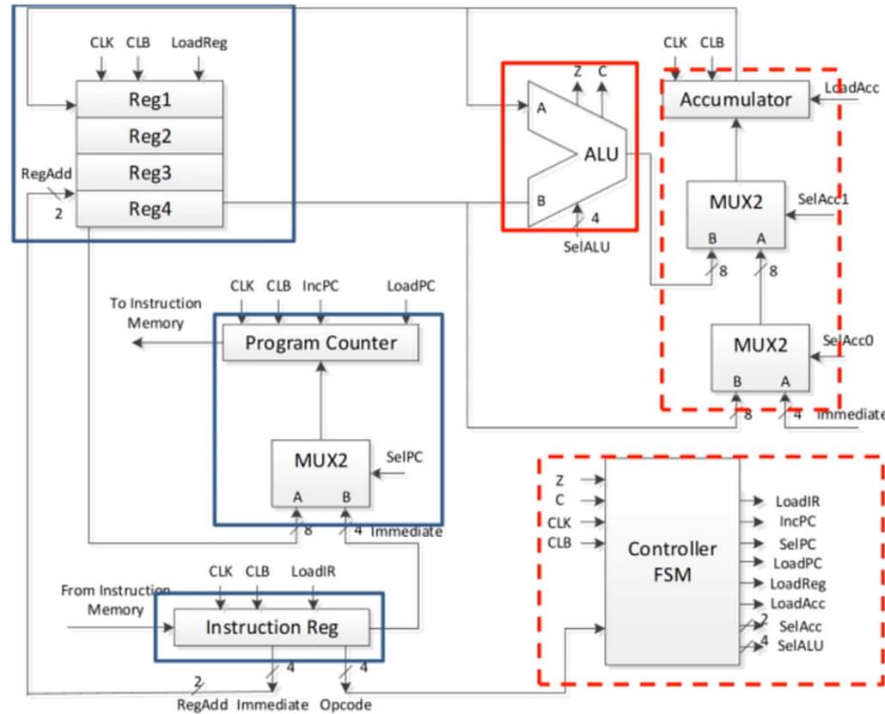 CLK CLB LoadReg
Reg1
Reg2
Reg3
Reg4
RegAdd
2
Z C
A
ALU
B
4
SelALU
CLK CLB
Accumulator
LoadAcc
MUX2
SelAcc1
B A
8 8
MUX2
SelAcc0
B A
8 4 Immediate
CLK CLB IncPC LoadPC
To Instruction
Memory
Program Counter
MUX2
SelPC
A B
8 4 Immediate
CLK CLB LoadIR
From Instruction
Memory
Instruction Reg
4 4
2
RegAdd Immediate Opcode
Z
C
CLK
CLB
Controller
FSM
LoadIR
IncPC
SelPC
LoadPC
LoadReg
LoadAcc
2 SelAcc
4 SelALU